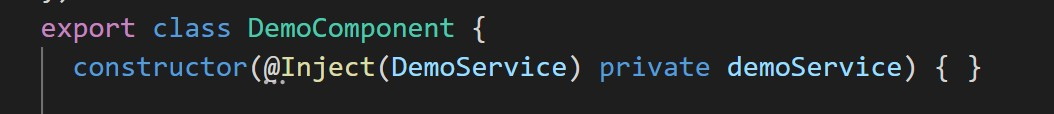 export class DemoComponent {
constructor(@Inject(DemoService) private demoService) { }